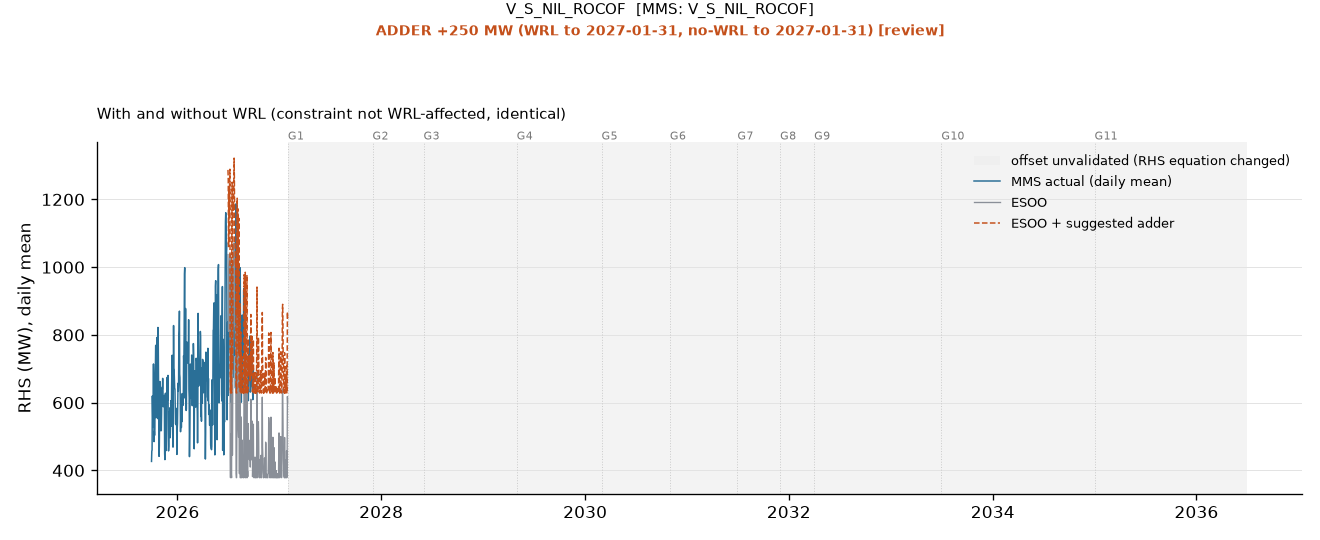 V_S_NIL_ROCOF  [MMS: V_S_NIL_ROCOF]
ADDER +250 MW (WRL to 2027-01-31, no-WRL to 2027-01-31) [review]
With and without WRL (constraint not WRL-affected, identical)
G1 G2 G3 G4 G5 G6 G7 G8 G9 G10 G11
offset unvalidated (RHS equation changed)
MMS actual (daily mean)
ESOO
ESOO + suggested adder
RHS (MW), daily mean
1200
1000
800
600
400
2026 2028 2030 2032 2034 2036